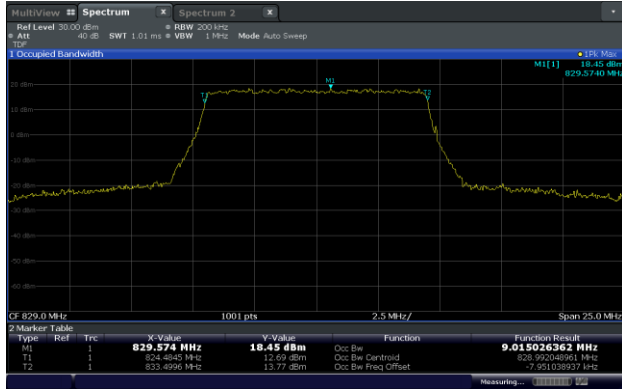 MultiView Spectrum X Spectrum 2 X
Ref Level 30.00 dBm RBW 200 kHz
Att 40 dB SWT 1.01 ms VBW 1 MHz Mode Auto Sweep
TDF
1 Occupied Bandwidth 1Pk Max
M1[1] 18.45 dBm
829.5740 MHz
M1
20 dBm
T1 T2
10 dBm
0 dBm
-10 dBm
-20 dBm
-30 dBm
-40 dBm
-50 dBm
-60 dBm
CF 829.0 MHz 1001 pts 2.5 MHz/ Span 25.0 MHz
2 Marker Table
Type Ref Trc X-Value Y-Value Function Function Result
M1 1 829.574 MHz 18.45 dBm Occ Bw 9.015026362 MHz
T1 1 824.4845 MHz 12.69 dBm Occ Bw Centroid 828.992048961 MHz
T2 1 833.4996 MHz 13.77 dBm Occ Bw Freq Offset -7.951038937 kHz
Measuring...